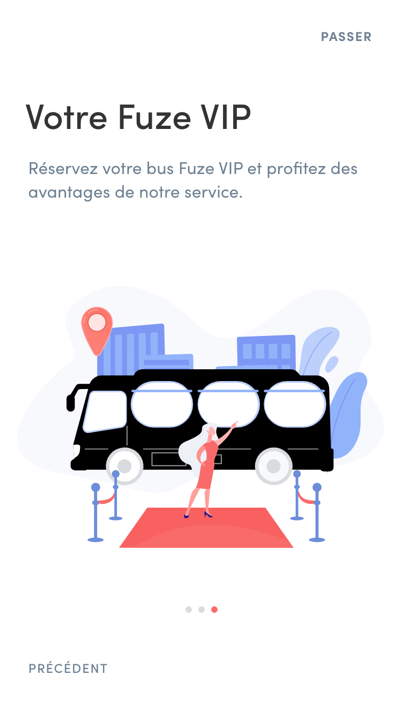 PASSER
Votre Fuze VIP
Réservez votre bus Fuze VIP et profitez des
avantages de notre service.
PRÉCÉDENT